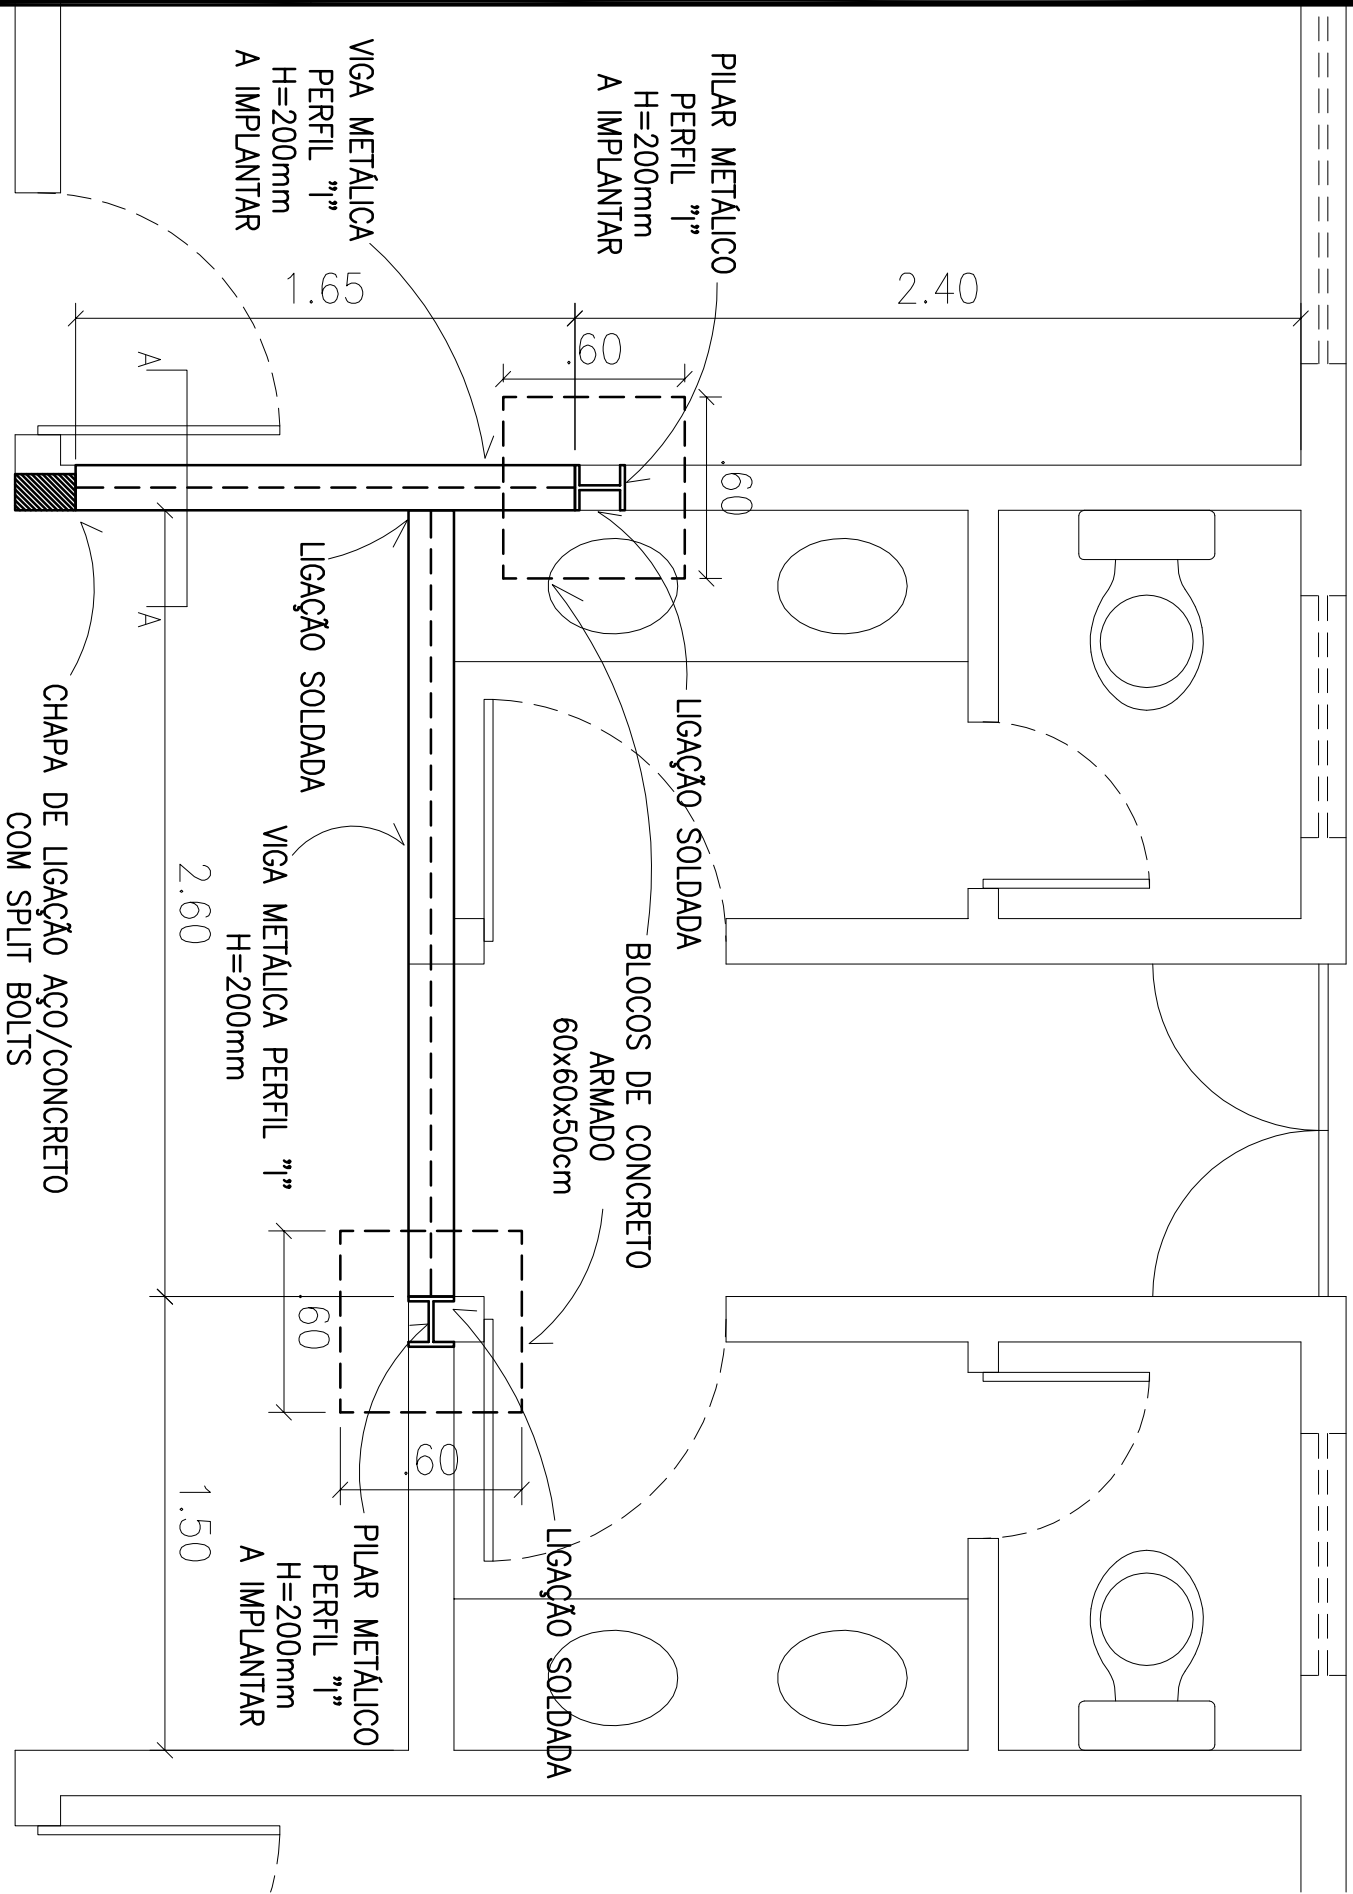 PILAR METÁLICO
PERFIL "I"
H=200mm
A IMPLANTAR
VIGA METÁLICA
PERFIL "I"
H=200mm
A IMPLANTAR
2.40
1.65
.60
.60
A
A
LIGAÇÃO SOLDADA
LIGAÇÃO SOLDADA
BLOCOS DE CONCRETO
ARMADO
60x60x50cm
VIGA METÁLICA PERFIL "I"
H=200mm
CHAPA DE LIGAÇÃO AÇO/CONCRETO
COM SPLIT BOLTS
2.60
.60
.60
1.50
LIGAÇÃO SOLDADA
PILAR METÁLICO
PERFIL "I"
H=200mm
A IMPLANTAR